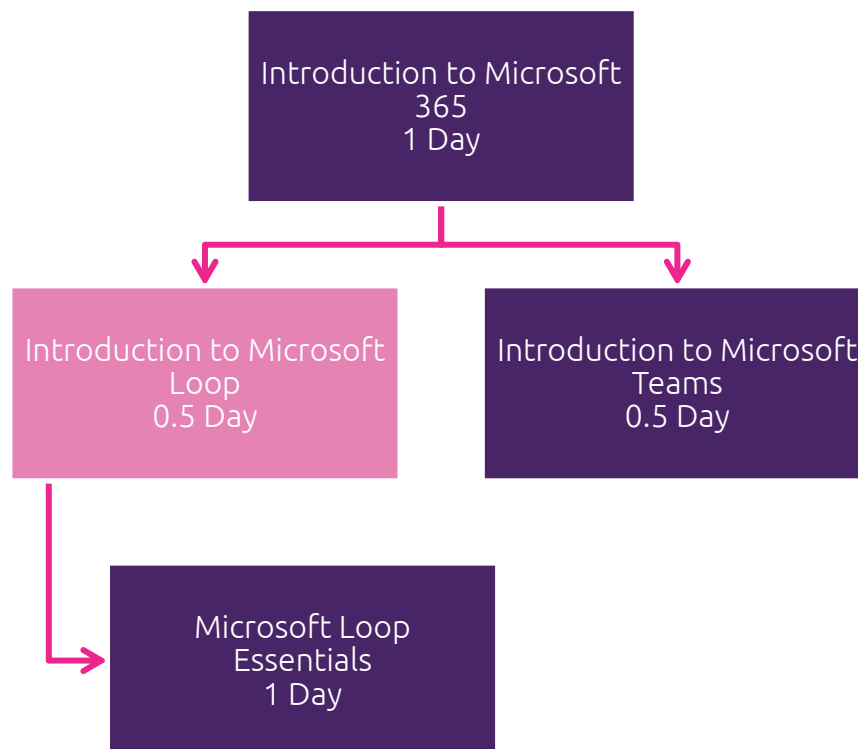 Introduction to Microsoft
365
1 Day
Introduction to Microsoft
Loop
0.5 Day
Introduction to Microsoft
Teams
0.5 Day
Microsoft Loop
Essentials
1 Day